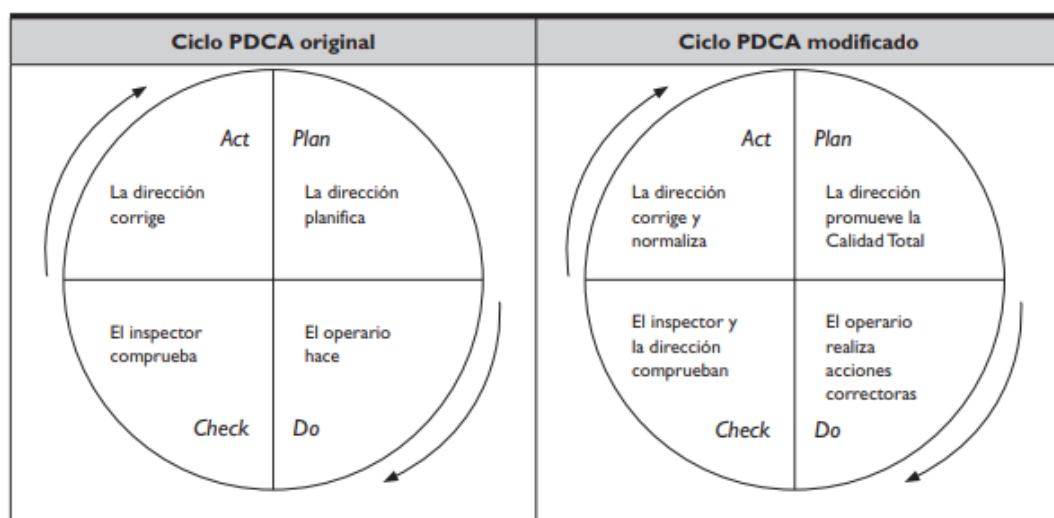 Ciclo PDCA original
Act
Plan
La dirección
corrige
La dirección
planifica
El inspector
comprueba
El operario
hace
Check
Do
Ciclo PDCA modificado
Act
Plan
La dirección
corrige y
normaliza
La dirección
promueve la
Calidad Total
El inspector y
la dirección
comprueban
El operario
realiza
acciones
correctoras
Check
Do